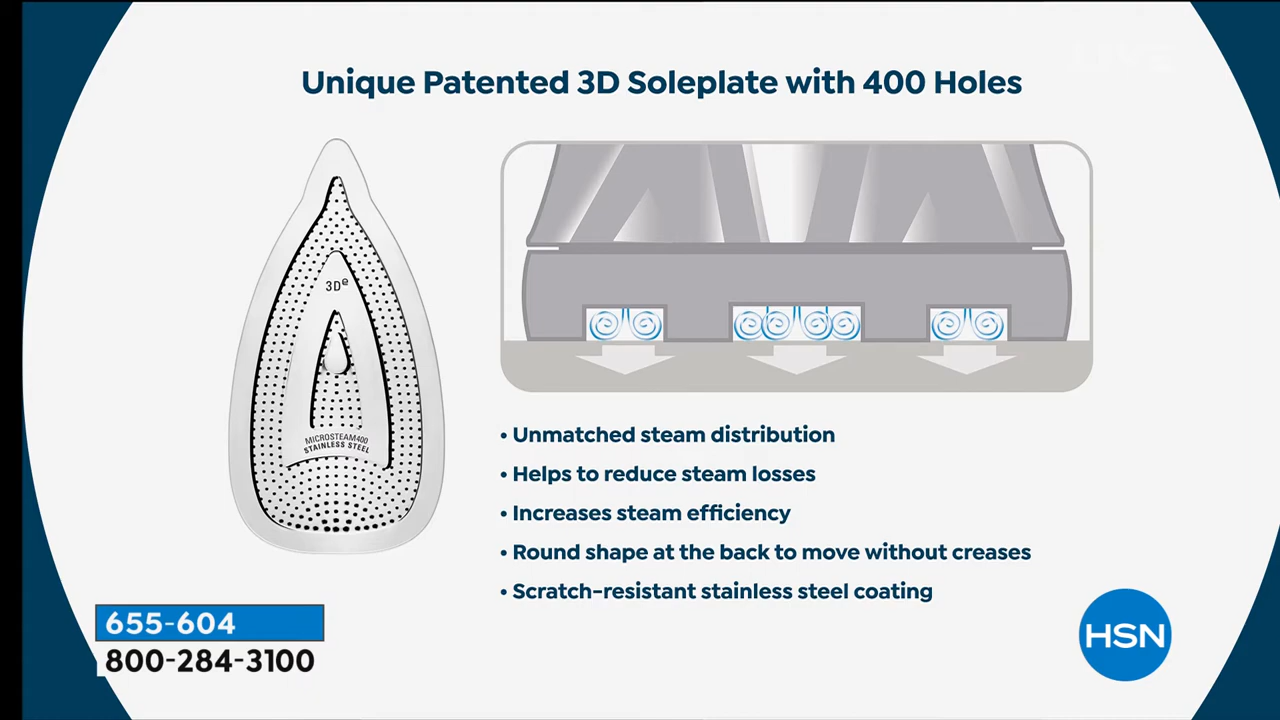 Unique Patented 3D Soleplate with 400 Holes
3Dᵉ
MICROSTEAM400
STAINLESS STEEL
• Unmatched steam distribution
• Helps to reduce steam losses
• Increases steam efficiency
• Round shape at the back to move without creases
• Scratch-resistant stainless steel coating
655-604
800-284-3100
HSN